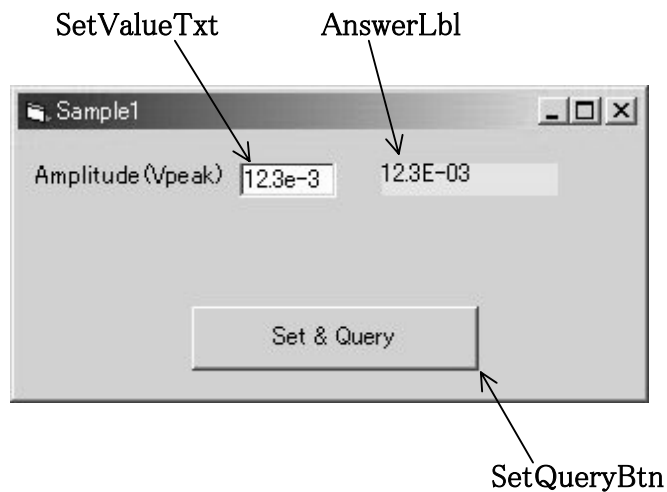 SetValueTxt AnswerLbl
Sample1
Amplitude(Vpeak) 12.3e-3 12.3E-03
Set & Query
SetQueryBtn